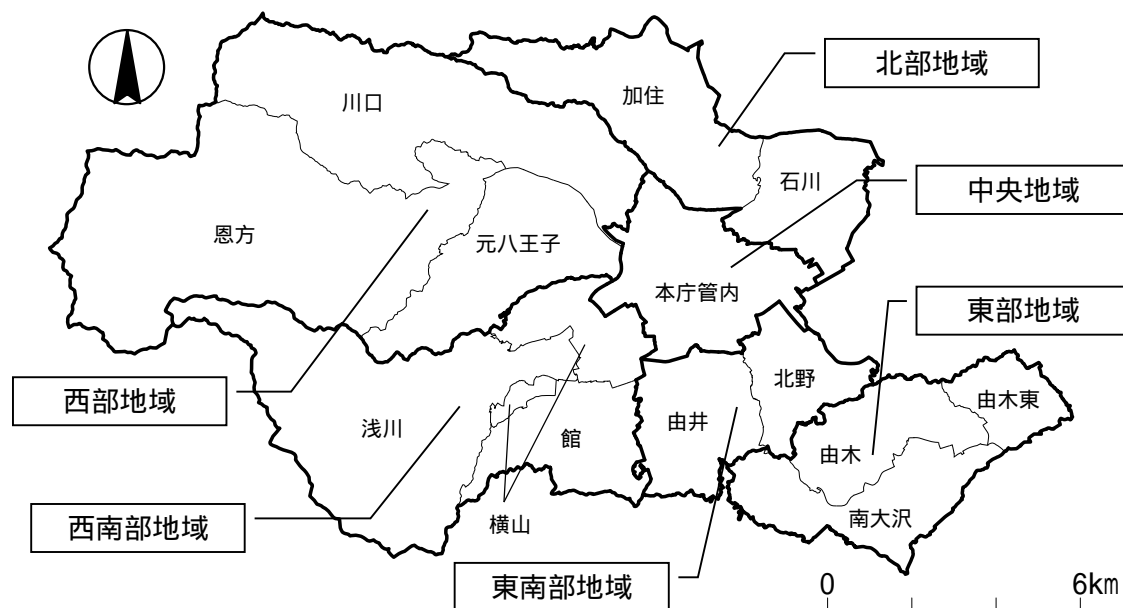 北部地域
加住
川口
石川
中央地域
恩方
元八王子
本庁管内
東部地域
北野
西部地域
由木東
浅川
由井
館
由木
西南部地域
横山
南大沢
東南部地域
0
6km